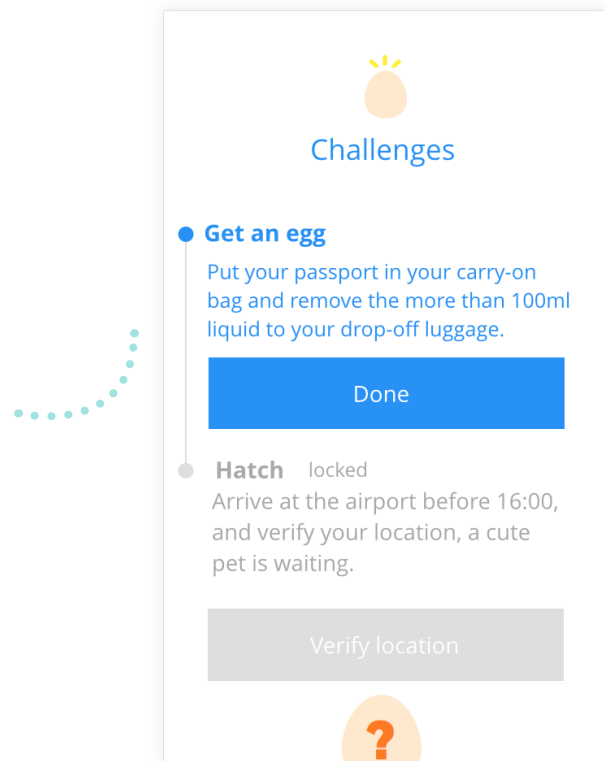 Challenges
Get an egg
Put your passport in your carry-on
bag and remove the more than 100ml
liquid to your drop-off luggage.
Done
Hatch locked
Arrive at the airport before 16:00,
and verify your location, a cute
pet is waiting.
Verify location
?